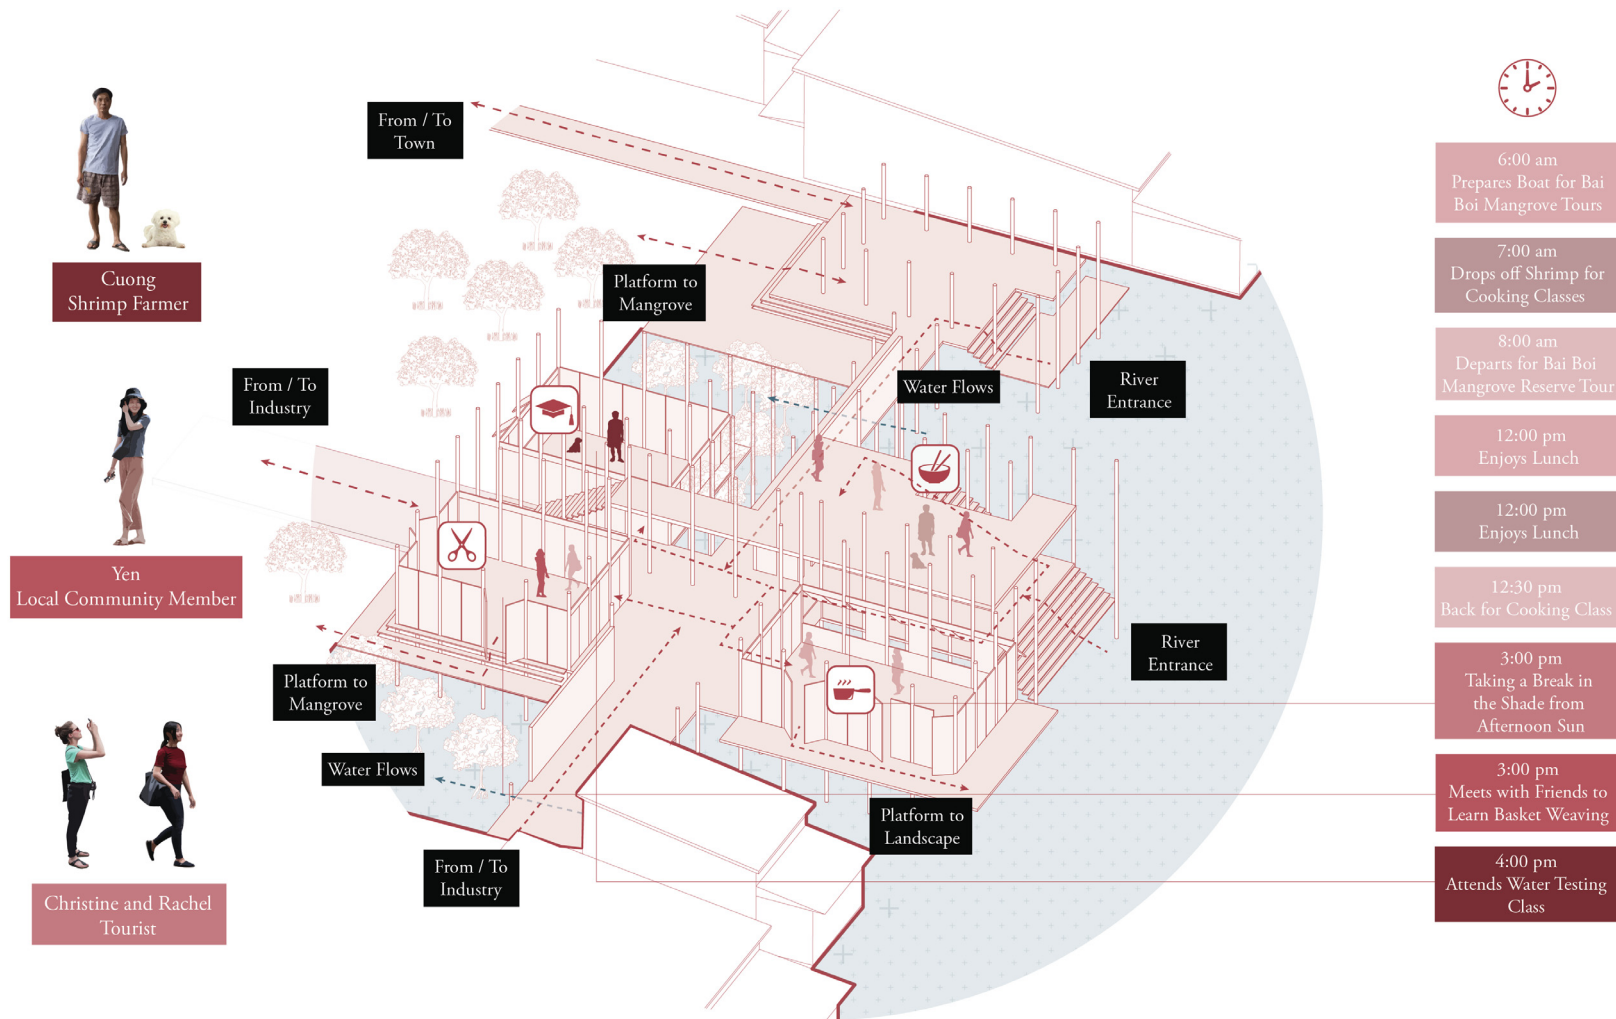 From / To
Town
Platform to
Mangrove
Water Flows
River
Entrance
From / To
Industry
River
Entrance
Platform to
Mangrove
Water Flows
From / To
Industry
Platform to
Landscape
Cuong
Shrimp Farmer
Yen
Local Community Member
Christine and Rachel
Tourist
6:00 am
Prepares Boat for Bai
Boi Mangrove Tours
7:00 am
Drops off Shrimp for
Cooking Classes
8:00 am
Departs for Bai Boi
Mangrove Reserve Tour
12:00 pm
Enjoys Lunch
12:00 pm
Enjoys Lunch
12:30 pm
Back for Cooking Class
3:00 pm
Taking a Break in
the Shade from
Afternoon Sun
3:00 pm
Meets with Friends to
Learn Basket Weaving
4:00 pm
Attends Water Testing
Class